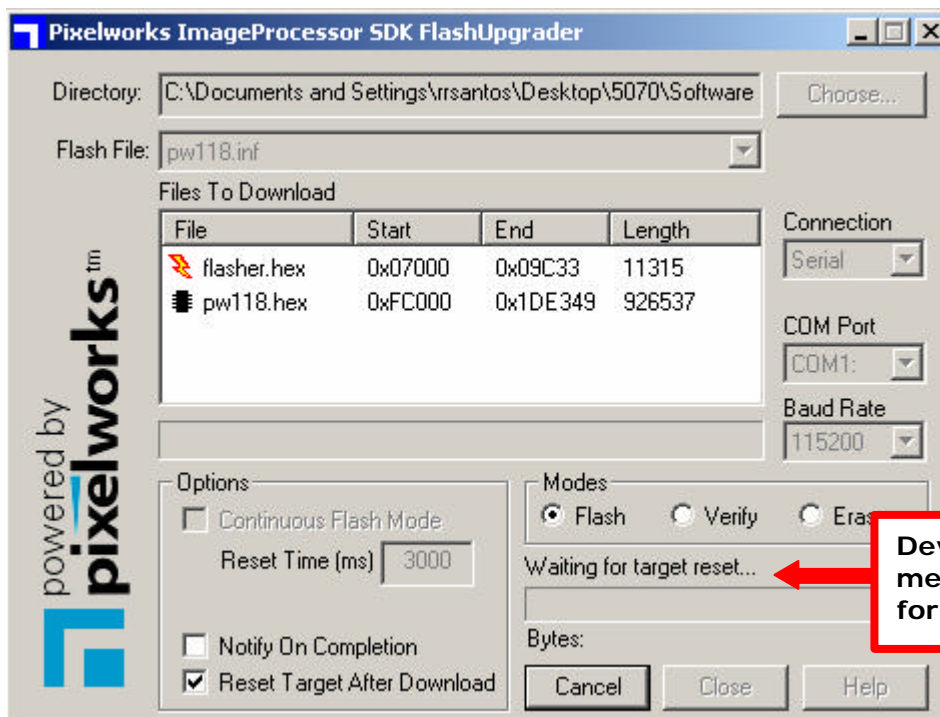 Pixelworks ImageProcessor SDK FlashUpgrader
Directory: C:\Documents and Settings\rrsantos\Desktop\5070\Software Choose...
Flash File: pw118.inf
Files To Download
File Start End Length
flasher.hex 0x07000 0x09C33 11315
pw118.hex 0xFC000 0x1DE349 926537
Connection
Serial
COM Port
COM1:
Baud Rate
115200
powered by
pixelworks™
Options
Continuous Flash Mode
Reset Time (ms) 3000
Notify On Completion
Reset Target After Download
Modes
Flash Verify
Waiting for target reset...
for
Bytes:
Cancel Close Help